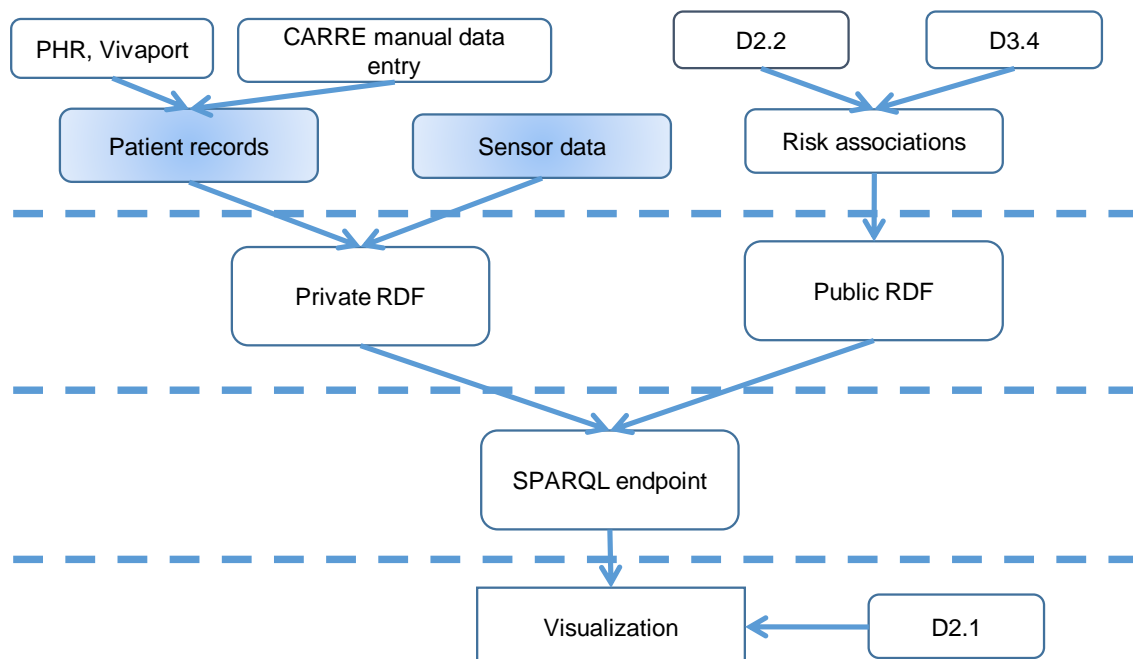 PHR, Vivaport
CARRE manual data
entry
D2.2
D3.4
Patient records
Sensor data
Risk associations
Private RDF
Public RDF
SPARQL endpoint
Visualization
D2.1